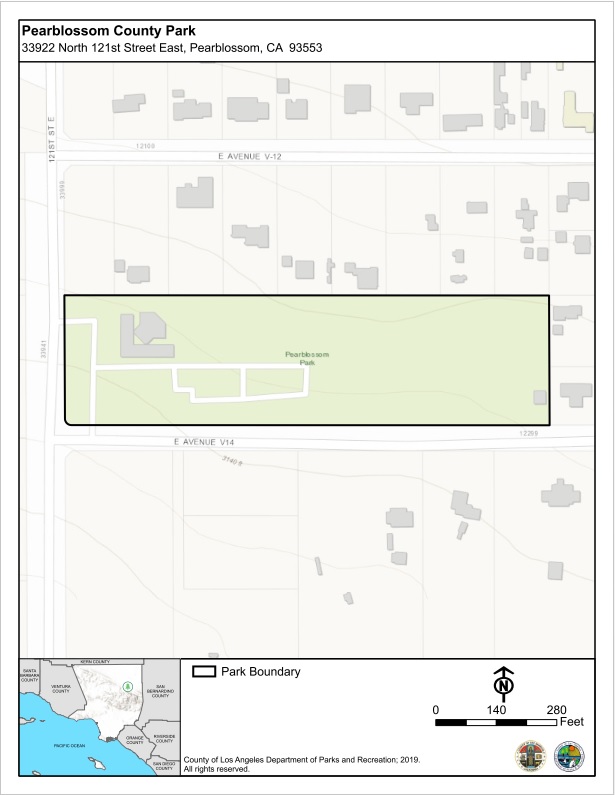 Pearblossom County Park
33922 North 121st Street East, Pearblossom, CA 93553
121ST ST E
12100
E AVENUE V-12
33941
Pearblossom
Park
12299
E AVENUE V14
KERN COUNTY
SANTA
BARBARA
COUNTY
VENTURA
COUNTY
SAN
BERNARDINO
COUNTY
ORANGE
COUNTY
RIVERSIDE
COUNTY
PACIFIC OCEAN
SAN DIEGO
COUNTY
Park Boundary
N
0 140 280
Feet
County of Los Angeles Department of Parks and Recreation; 2019.
All rights reserved.